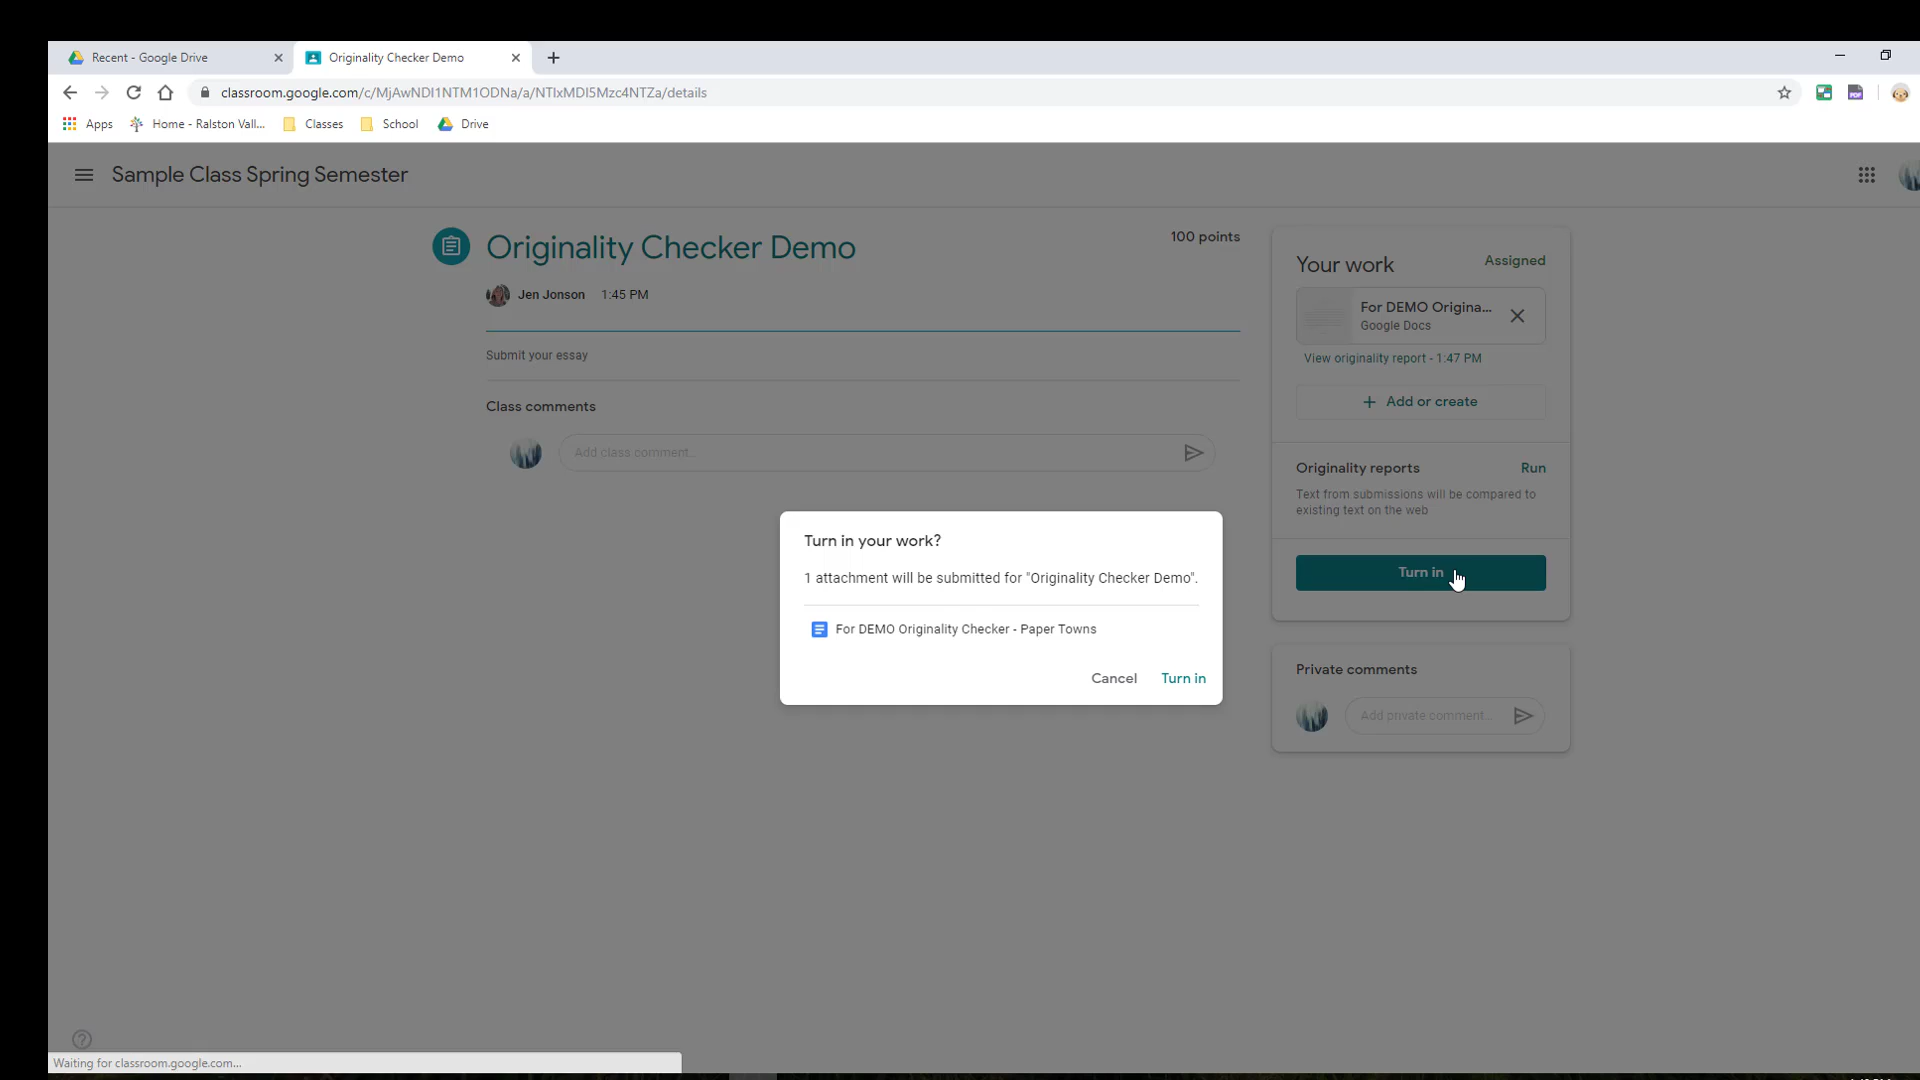 Recent - Google Drive
Originality Checker Demo
classroom.google.com/c/MjAwNDI1NTM1ODNa/a/NTIxMDI5Mzc4NTZa/details
Apps
Home - Ralston Vall...
Classes
School
Drive
Sample Class Spring Semester
Originality Checker Demo
100 points
Jen Jonson 1:45 PM
Submit your essay
Class comments
Add class comment...
Your work
Assigned
For DEMO Origina...
Google Docs
View originality report - 1:47 PM
+ Add or create
Originality reports
Run
Text from submissions will be compared to
existing text on the web
Turn in
Private comments
Add private comment...
Turn in your work?
1 attachment will be submitted for "Originality Checker Demo".
For DEMO Originality Checker - Paper Towns
Cancel
Turn in
Waiting for classroom.google.com...